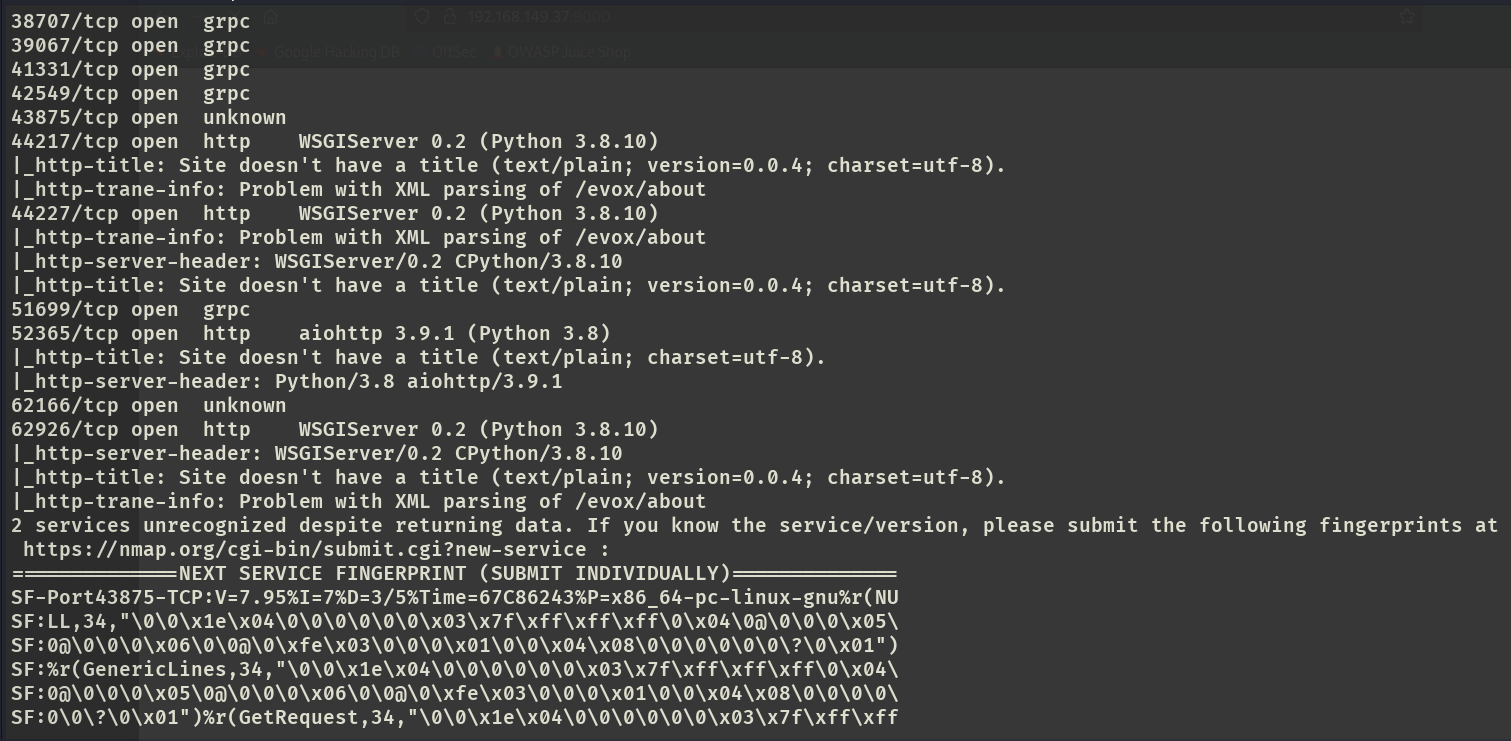 192.168.149.37:9000
Google Hacking DB OffSec OWASP Juice Shop
38707/tcp open  grpc
39067/tcp open  grpc
41331/tcp open  grpc
42549/tcp open  grpc
43875/tcp open  unknown
44217/tcp open  http    WSGIServer 0.2 (Python 3.8.10)
|_http-title: Site doesn't have a title (text/plain; version=0.0.4; charset=utf-8).
|_http-trane-info: Problem with XML parsing of /evox/about
44227/tcp open  http    WSGIServer 0.2 (Python 3.8.10)
|_http-trane-info: Problem with XML parsing of /evox/about
|_http-server-header: WSGIServer/0.2 CPython/3.8.10
|_http-title: Site doesn't have a title (text/plain; version=0.0.4; charset=utf-8).
51699/tcp open  grpc
52365/tcp open  http    aiohttp 3.9.1 (Python 3.8)
|_http-title: Site doesn't have a title (text/plain; charset=utf-8).
|_http-server-header: Python/3.8 aiohttp/3.9.1
62166/tcp open  unknown
62926/tcp open  http    WSGIServer 0.2 (Python 3.8.10)
|_http-server-header: WSGIServer/0.2 CPython/3.8.10
|_http-title: Site doesn't have a title (text/plain; version=0.0.4; charset=utf-8).
|_http-trane-info: Problem with XML parsing of /evox/about
2 services unrecognized despite returning data. If you know the service/version, please submit the following fingerprints at
 https://nmap.org/cgi-bin/submit.cgi?new-service :
==============NEXT SERVICE FINGERPRINT (SUBMIT INDIVIDUALLY)==============
SF-Port43875-TCP:V=7.95%I=7%D=3/5%Time=67C86243%P=x86_64-pc-linux-gnu%r(NU
SF:LL,34,"\0\0\x1e\x04\0\0\0\0\0\0\x03\x7f\xff\xff\xff\0\x04\0@\0\0\0\x05\
SF:0@\0\0\0\x06\0\0@\0\xfe\x03\0\0\0\x01\0\0\x04\x08\0\0\0\0\0\0\?\0\x01")
SF:%r(GenericLines,34,"\0\0\x1e\x04\0\0\0\0\0\0\x03\x7f\xff\xff\xff\0\x04\
SF:0@\0\0\0\x05\0@\0\0\0\x06\0\0@\0\xfe\x03\0\0\0\x01\0\0\x04\x08\0\0\0\0\
SF:0\0\?\0\x01")%r(GetRequest,34,"\0\0\x1e\x04\0\0\0\0\0\0\x03\x7f\xff\xff